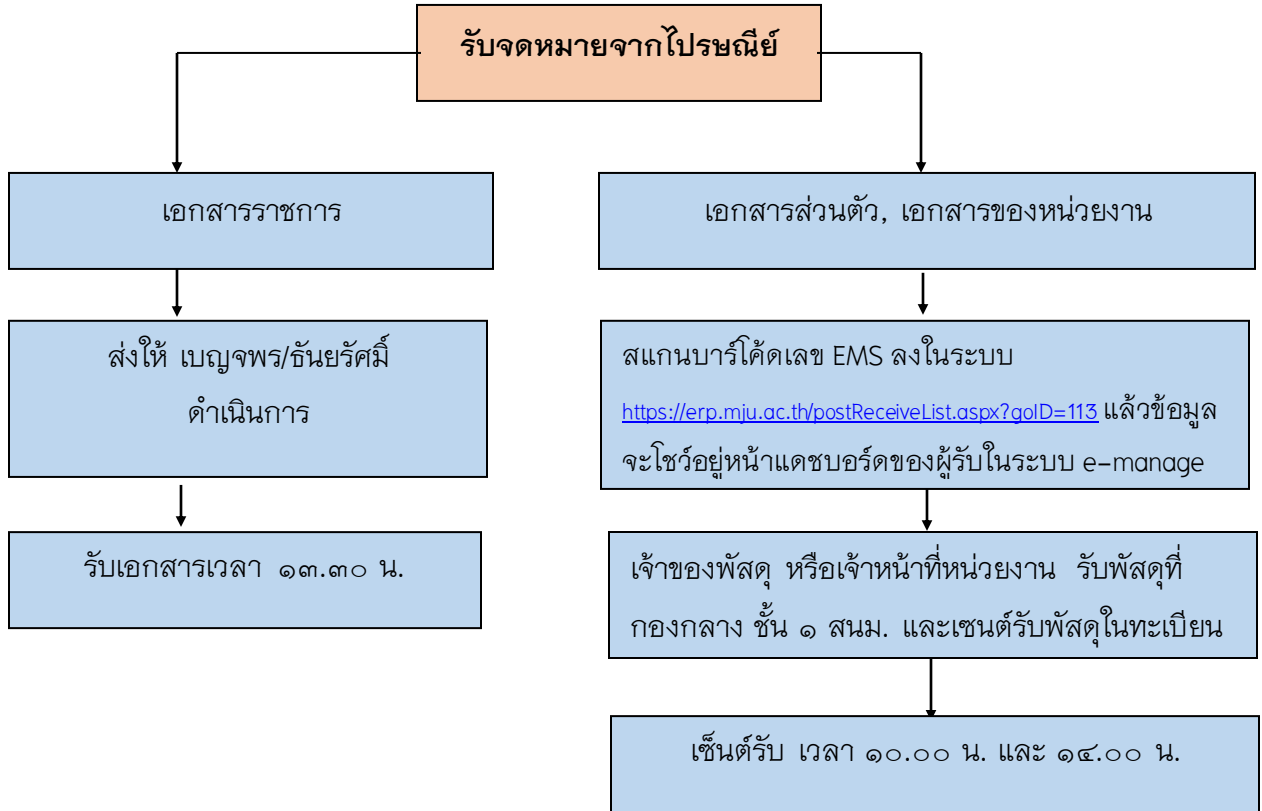 รับจดหมายจากไปรษณีย์
เอกสารราชการ
ส่งให้ เบญจพร/ธันยรัศมิ์
ดำเนินการ
รับเอกสารเวลา ๑๓.๓๐ น.
เอกสารส่วนตัว, เอกสารของหน่วยงาน
สแกนบาร์โค้ดเลข EMS ลงในระบบ
https://erp.mju.ac.th/postReceiveList.aspx?goID=113 แล้วข้อมูล
จะโชว์อยู่หน้าแดชบอร์ดของผู้รับในระบบ e-manage
เจ้าของพัสดุ หรือเจ้าหน้าที่หน่วยงาน รับพัสดุที่
กองกลาง ชั้น ๑ สนม. และเซนต์รับพัสดุในทะเบียน
เซ็นต์รับ เวลา ๑๐.๐๐ น. และ ๑๔.๐๐ น.